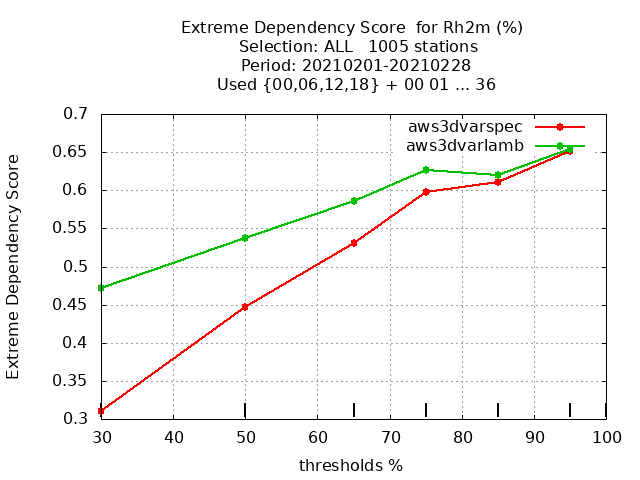 Extreme Dependency Score  for Rh2m (%)
Selection: ALL   1005 stations
Period: 20210201-20210228
Used {00,06,12,18} + 00 01 ... 36
aws3dvarspec
aws3dvarlamb
0.7
0.65
0.6
0.55
0.5
0.45
0.4
0.35
0.3
Extreme Dependency Score
30 40 50 60 70 80 90 100
thresholds %